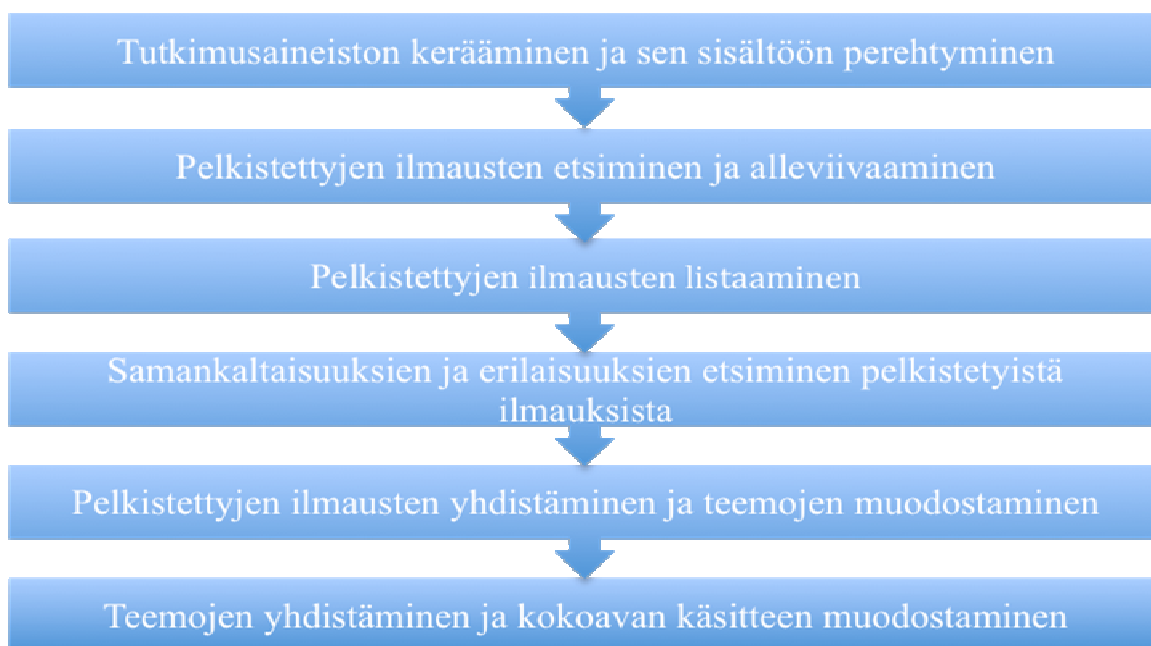 Tutkimusaineiston kerääminen ja sen sisältöön perehtyminen
Pelkistettyjen ilmausten etsiminen ja alleviivaaminen
Pelkistettyjen ilmausten listaaminen
Samankaltaisuuksien ja erilaisuuksien etsiminen pelkistetyistä
ilmauksista
Pelkistettyjen ilmausten yhdistäminen ja teemojen muodostaminen
Teemojen yhdistäminen ja kokoavan käsitteen muodostaminen